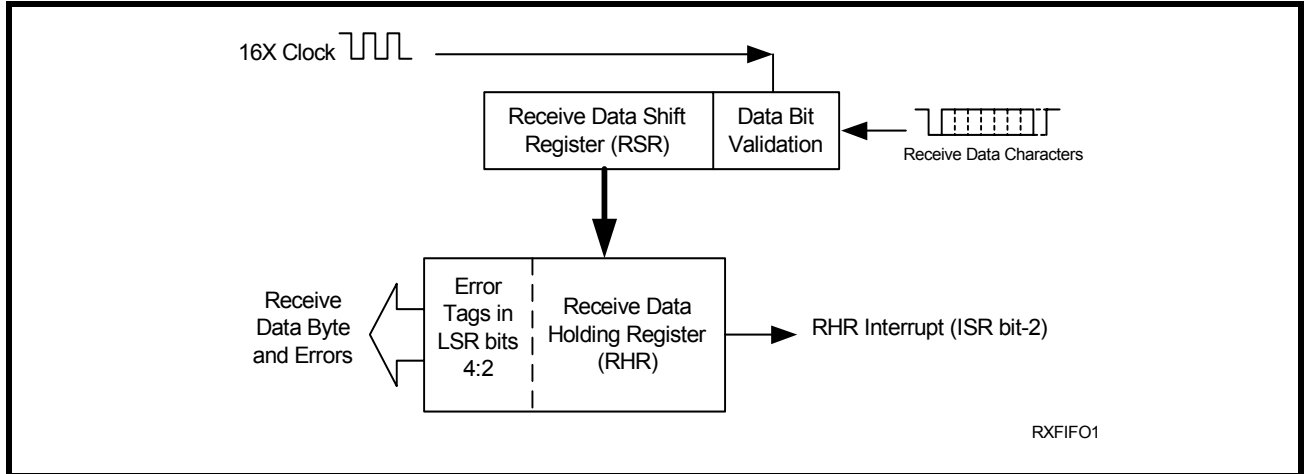 16X Clock
Receive Data Shift
Register (RSR)
Data Bit
Validation
Receive Data Characters
Receive
Data Byte
and Errors
Error
Tags in
LSR bits
4:2
Receive Data
Holding Register
(RHR)
RHR Interrupt (ISR bit-2)
RXFIFO1